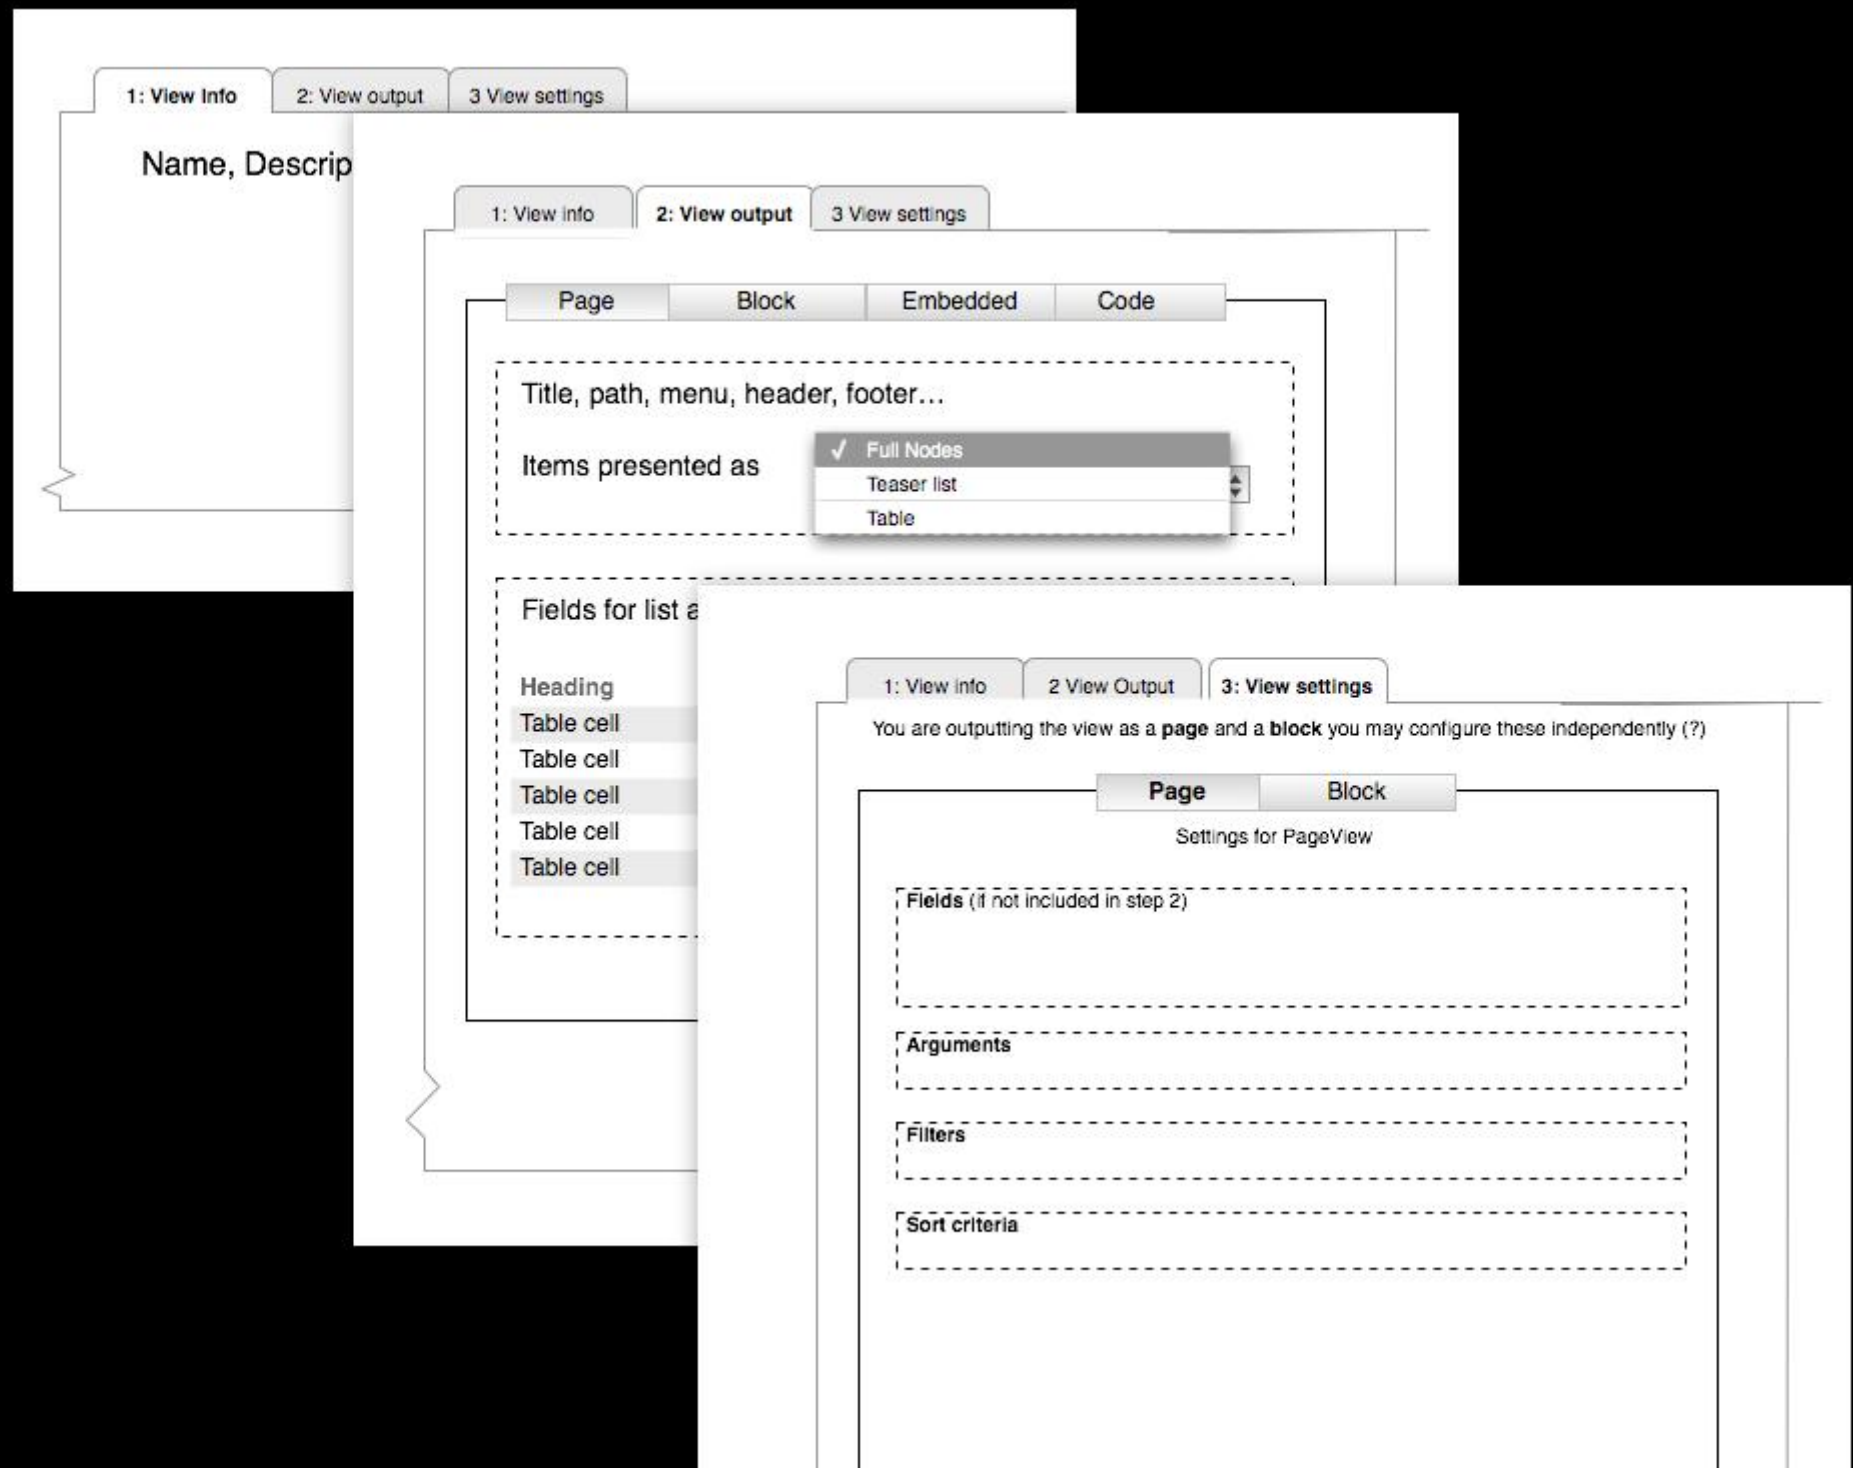 1: View Info 2: View output 3 View settings
Name, Descrip
1: View info 2: View output 3 View settings
Page Block Embedded Code
Title, path, menu, header, footer...
Items presented as
✓ Full Nodes
Teaser list
Table
Fields for list a
Heading
Table cell
Table cell
Table cell
Table cell
Table cell
1: View info 2 View Output 3: View settings
You are outputting the view as a page and a block you may configure these independently (?)
Page Block
Settings for PageView
Fields (if not included in step 2)
Arguments
Filters
Sort criteria